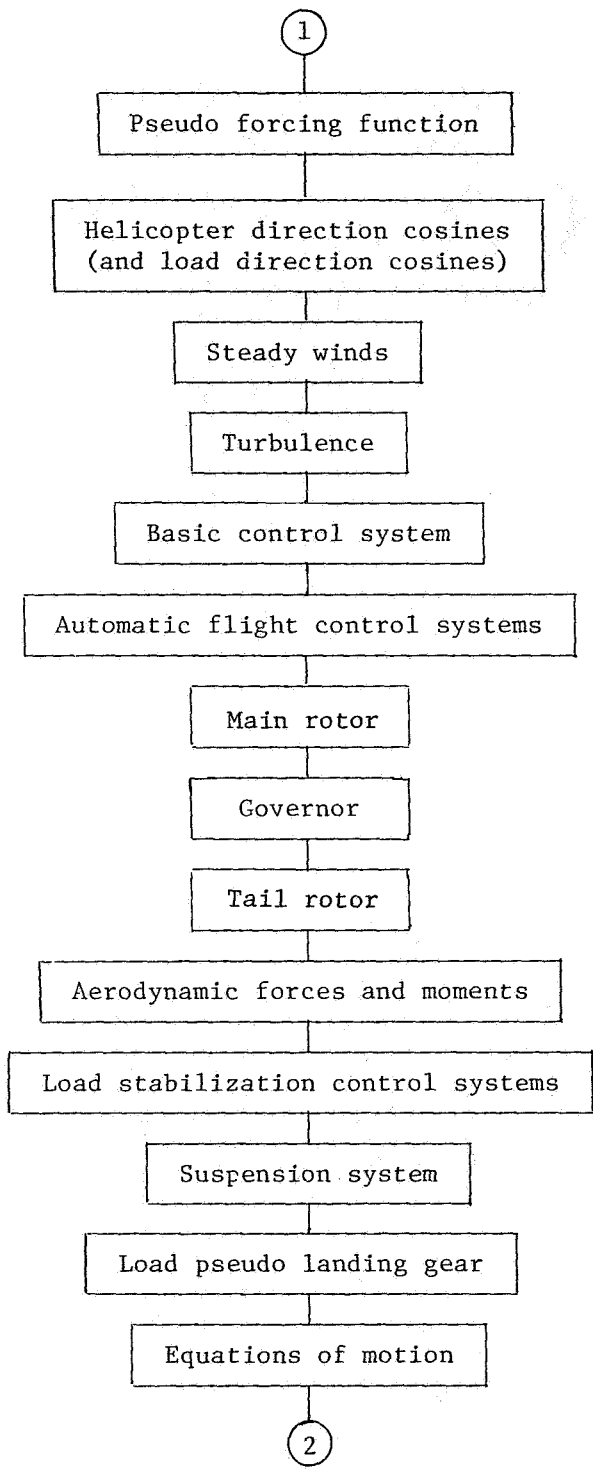 1
Pseudo forcing function
Helicopter direction cosines
(and load direction cosines)
Steady winds
Turbulence
Basic control system
Automatic flight control systems
Main rotor
Governor
Tail rotor
Aerodynamic forces and moments
Load stabilization control systems
Suspension system
Load pseudo landing gear
Equations of motion
2